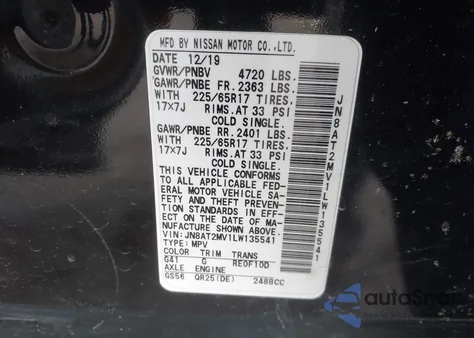 MFD BY NISSAN MOTOR CO.,LTD.
DATE 12/19
GVWR/PNBV 4720 LBS.
GAWR/PNBE FR. 2363 LBS.
WITH 225/65R17 TIRES,
17×7J RIMS.AT 33 PSI
COLD SINGLE.
GAWR/PNBE RR. 2401 LBS.
WITH 225/65R17 TIRES,
17×7J RIMS.AT 33 PSI
COLD SINGLE.
THIS VEHICLE CONFORMS
TO ALL APPLICABLE FED-
ERAL MOTOR VEHICLE SA-
FETY AND THEFT PREVEN-
TION STANDARDS IN EFF-
ECT ON THE DATE OF MA-
NUFACTURE SHOWN ABOVE.
VIN: JN8AT2MV1LW135541
TYPE: MPV
COLOR TRIM TRANS
G41 G RE0F10D
AXLE ENGINE
GS56 QR25(DE) 2488CC
JN8AT2MV1LW135541